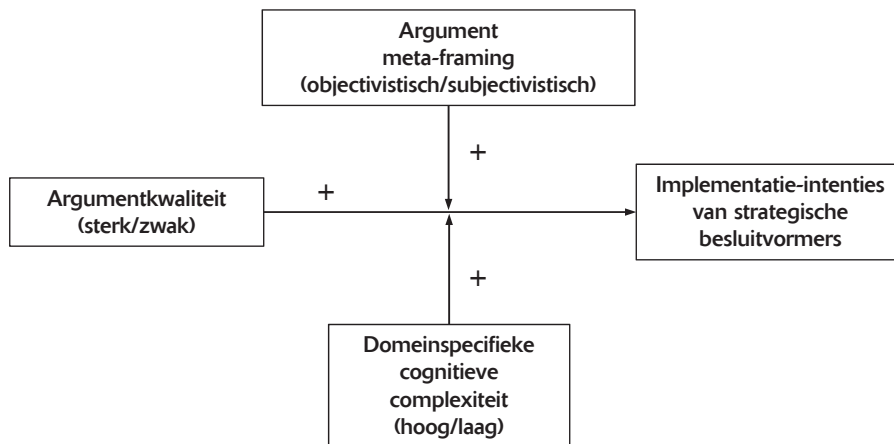 Argument
meta-framing
(objectivistisch/subjectivistisch)
+
+
Argumentkwaliteit
(sterk/zwak)
Implementatie-intenties
van strategische
besluitvormers
+
Domeinspecifieke
cognitieve
complexiteit
(hoog/laag)